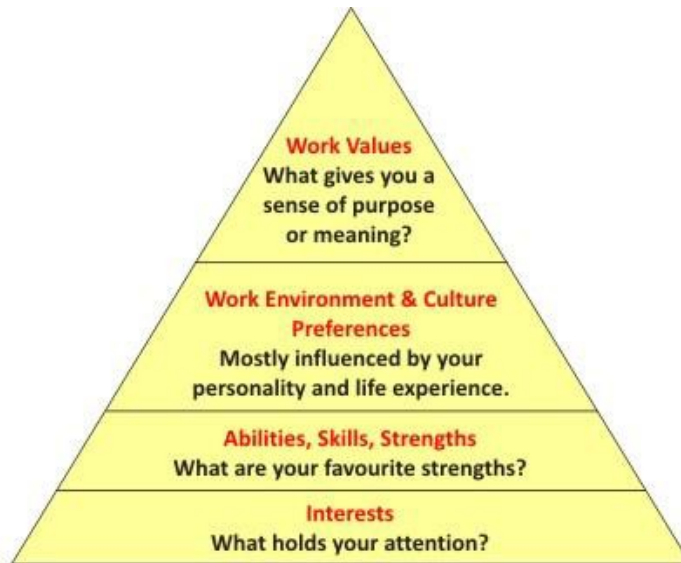 Work Values
What gives you a
sense of purpose
or meaning?
Work Environment & Culture
Preferences
Mostly influenced by your
personality and life experience.
Abilities, Skills, Strengths
What are your favourite strengths?
Interests
What holds your attention?